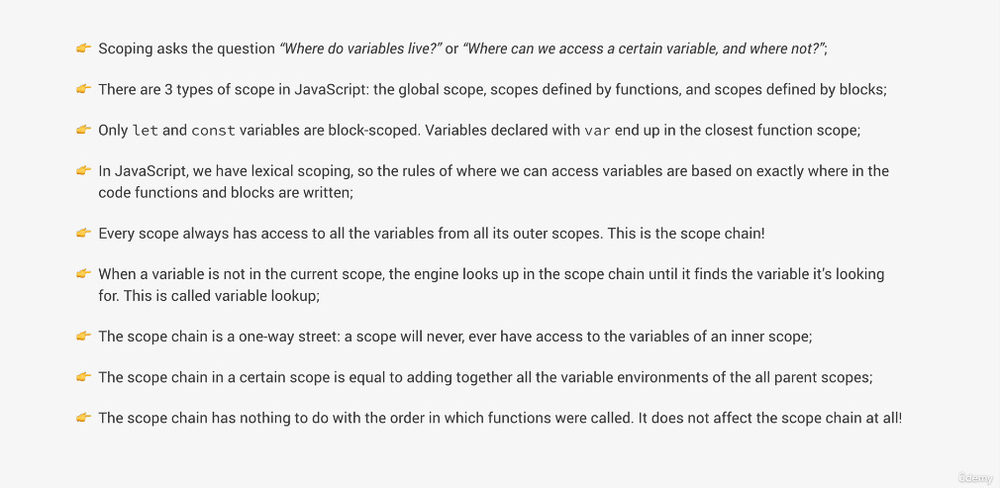 Scoping asks the question “Where do variables live?” or “Where can we access a certain variable, and where not?”;
There are 3 types of scope in JavaScript: the global scope, scopes defined by functions, and scopes defined by blocks;
Only let and const variables are block-scoped. Variables declared with var end up in the closest function scope;
In JavaScript, we have lexical scoping, so the rules of where we can access variables are based on exactly where in the
code functions and blocks are written;
Every scope always has access to all the variables from all its outer scopes. This is the scope chain!
When a variable is not in the current scope, the engine looks up in the scope chain until it finds the variable it’s looking
for. This is called variable lookup;
The scope chain is a one-way street: a scope will never, ever have access to the variables of an inner scope;
The scope chain in a certain scope is equal to adding together all the variable environments of the all parent scopes;
The scope chain has nothing to do with the order in which functions were called. It does not affect the scope chain at all!
ûdemy